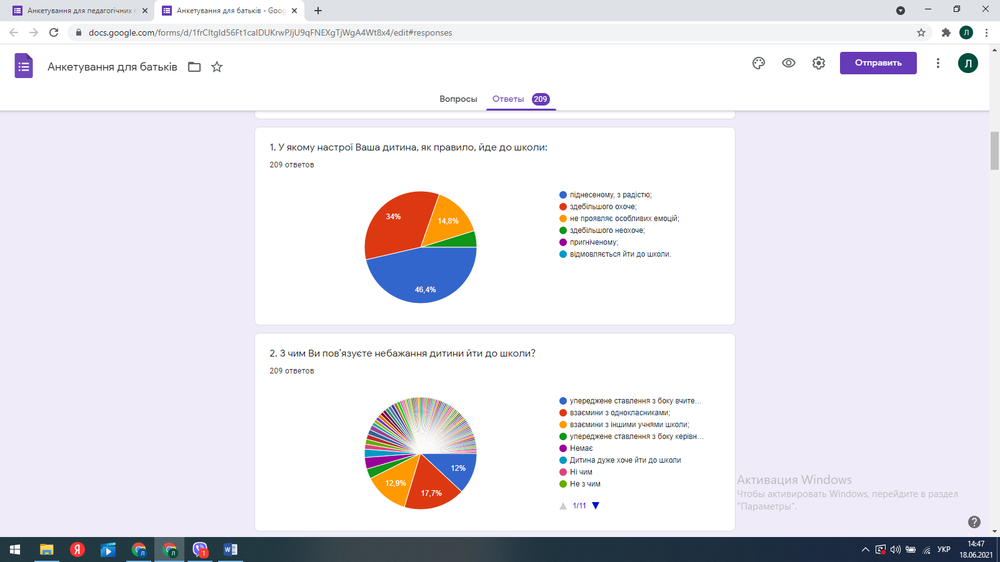 Анкетування для педагогічних
Анкетування для батьків - Goog
docs.google.com/forms/d/1frCltgId56Ft1caIDUKrwPJjU9qFNEXgTjWgA4Wt8x4/edit#responses
Л
Анкетування для батьків
Отправить
Л
Вопросы
Ответы 209
1. У якому настрої Ваша дитина, як правило, йде до школи:
209 ответов
34%
14,8%
46,4%
піднесеному, з радістю;
здебільшого охоче;
не проявляє особливих емоцій;
здебільшого неохоче;
пригніченому;
відмовляється йти до школи.
2. З чим Ви пов’язуєте небажання дитини йти до школи?
209 ответов
12%
12,9%
17,7%
упереджене ставлення з боку вчите…
взаємини з однокласниками;
взаємини з іншими учнями школи;
упереджене ставлення з боку керівн…
Немає
Дитина дуже хоче йти до школи
Ні чим
Не з чим
1/11
Активация Windows
Чтобы активировать Windows, перейдите в раздел
"Параметры".
Л
Л
1
УКР
14:47
18.06.2021